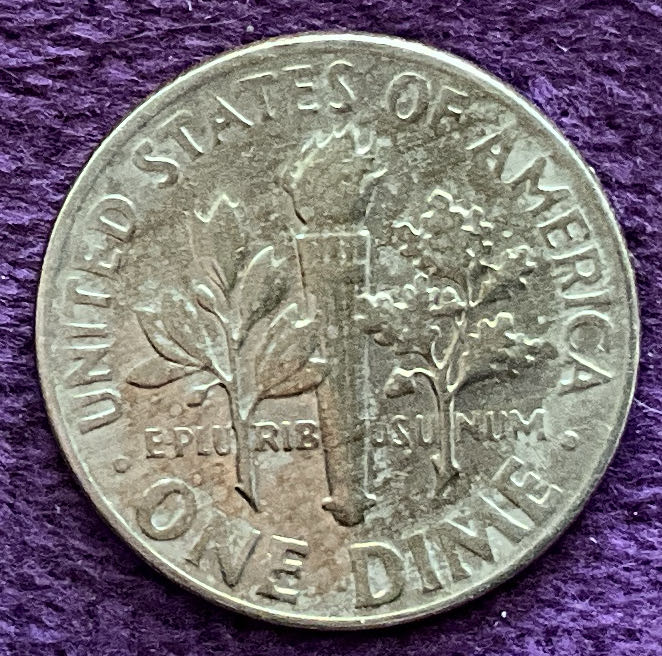 UNITED STATES OF AMERICA
E PLURIBUS UNUM
· ONE DIME ·